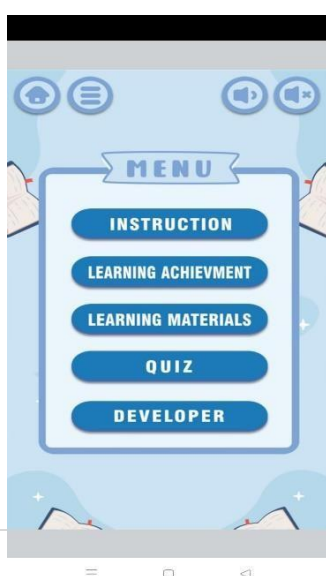 MENU
INSTRUCTION
LEARNING ACHIEVMENT
LEARNING MATERIALS
QUIZ
DEVELOPER